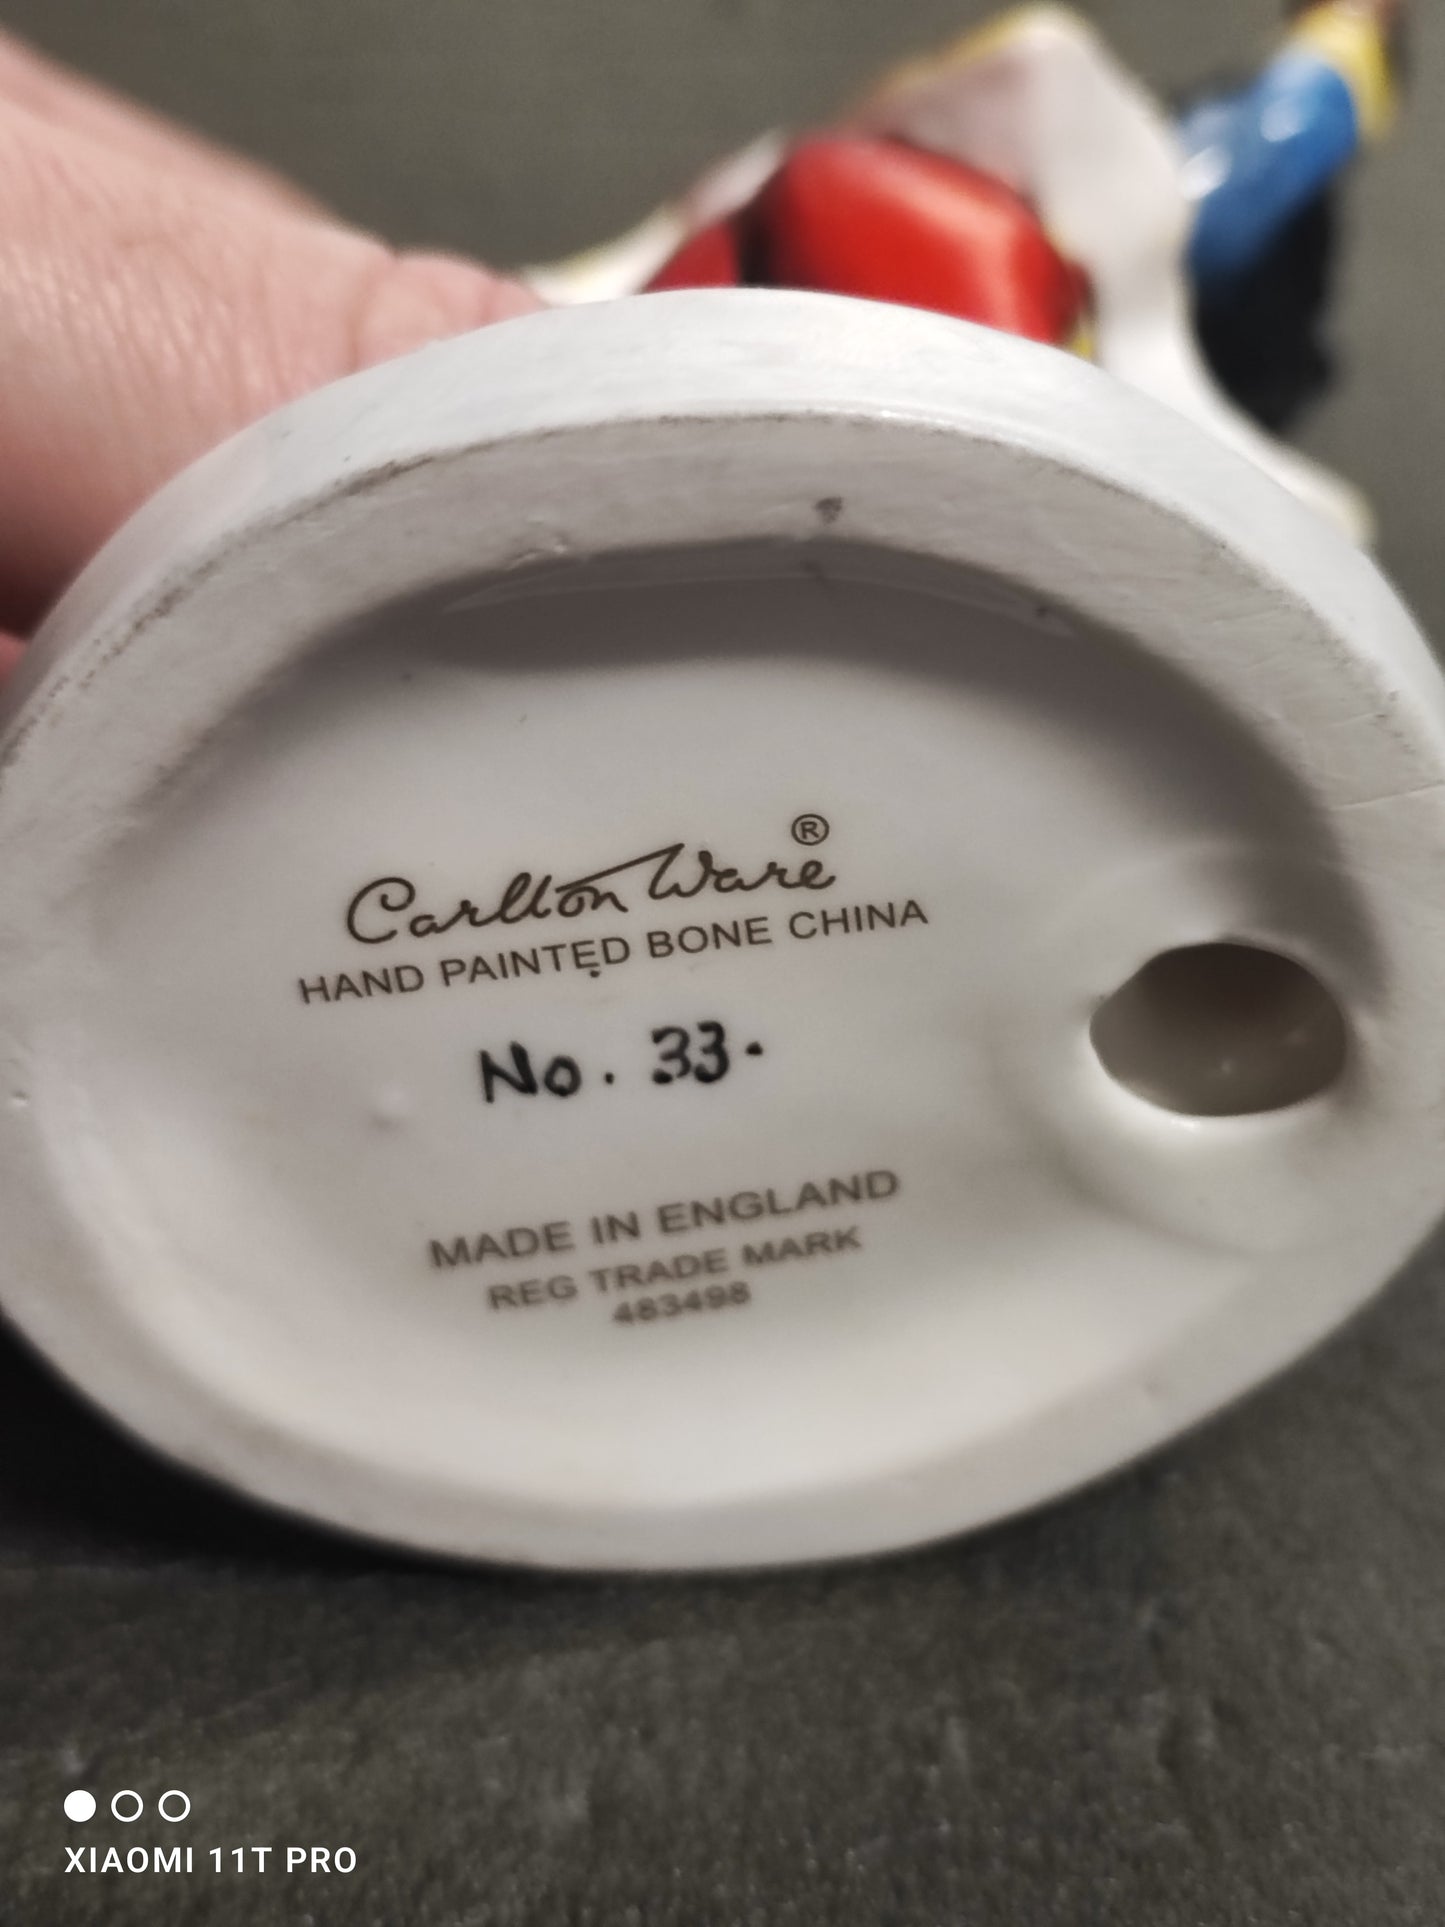 Carlton Ware ®
HAND PAINTED BONE CHINA
No. 33.
MADE IN ENGLAND
REG TRADE MARK
483498
XIAOMI 11T PRO